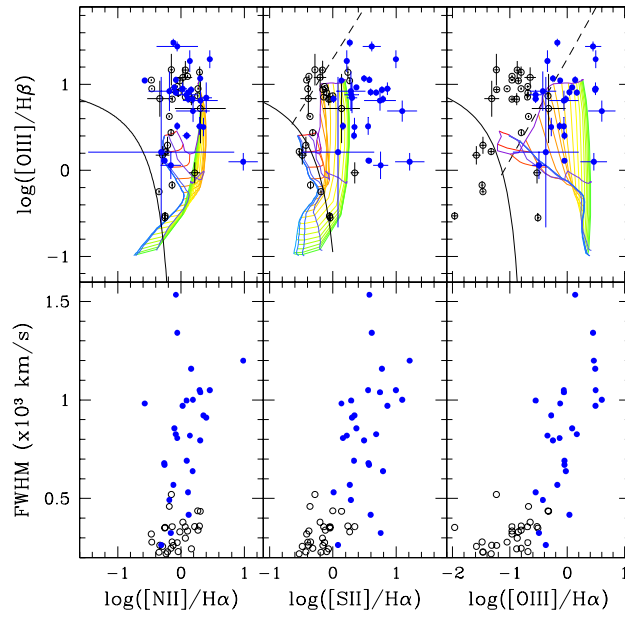 log([OIII]/Hβ)
1
0
−1
FWHM (x10³ km/s)
1.5
1
0.5
−1 0 1
−1 0 1
−2 −1 0 1
log([NII]/Hα)
log([SII]/Hα)
log([OIII]/Hα)